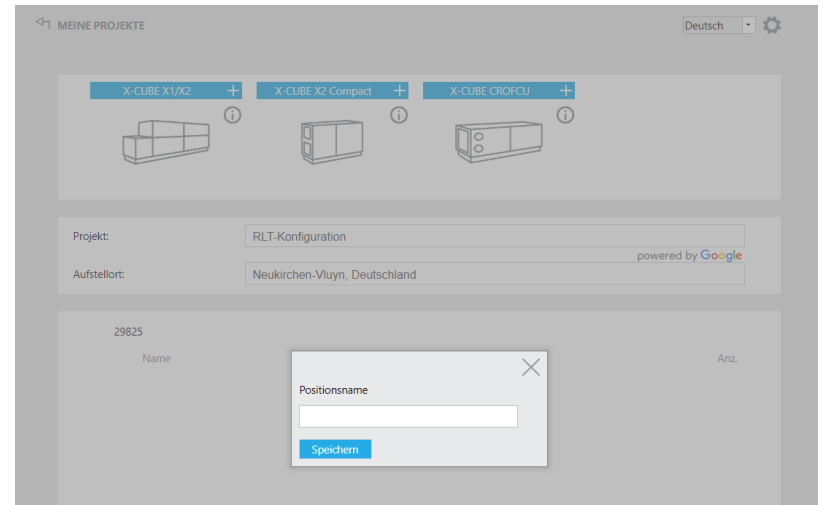 MEINE PROJEKTE
Deutsch
X-CUBE X1/X2
X-CUBE X2 Compact
X-CUBE CROFCU
Projekt:
RLT-Konfiguration
powered by Google
Aufstellort:
Neukirchen-Vluyn, Deutschland
29825
Name
Anz.
Positionsname
Speichern